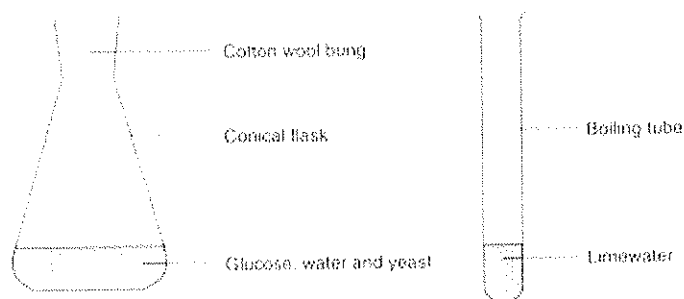 Cotton wool bung
Conical flask
Boiling tube
Glucose, water and yeast
Limewater